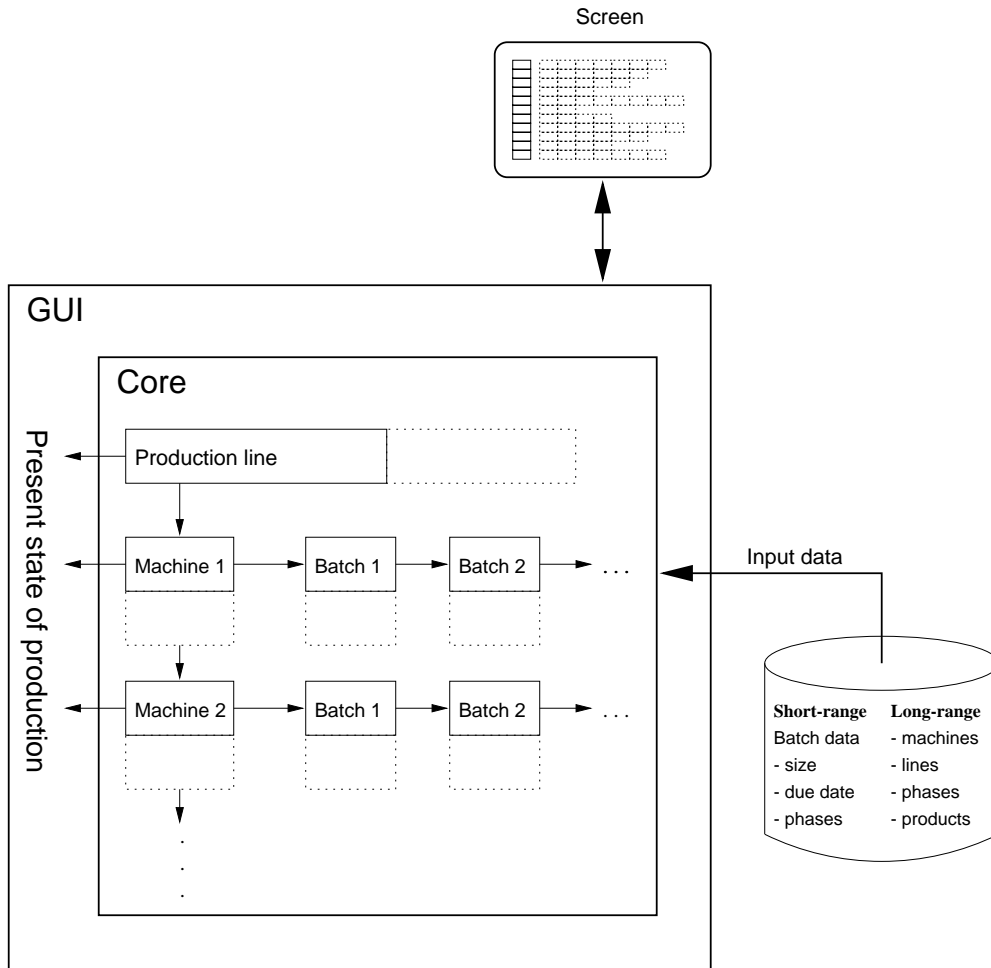 Screen
GUI
Core
Present state of production
Production line
Machine 1
Batch 1
Batch 2
. . .
Input data
Machine 2
Batch 1
Batch 2
. . .
Short-range
Batch data
- size
- due date
- phases
Long-range
- machines
- lines
- phases
- products
.
.
.